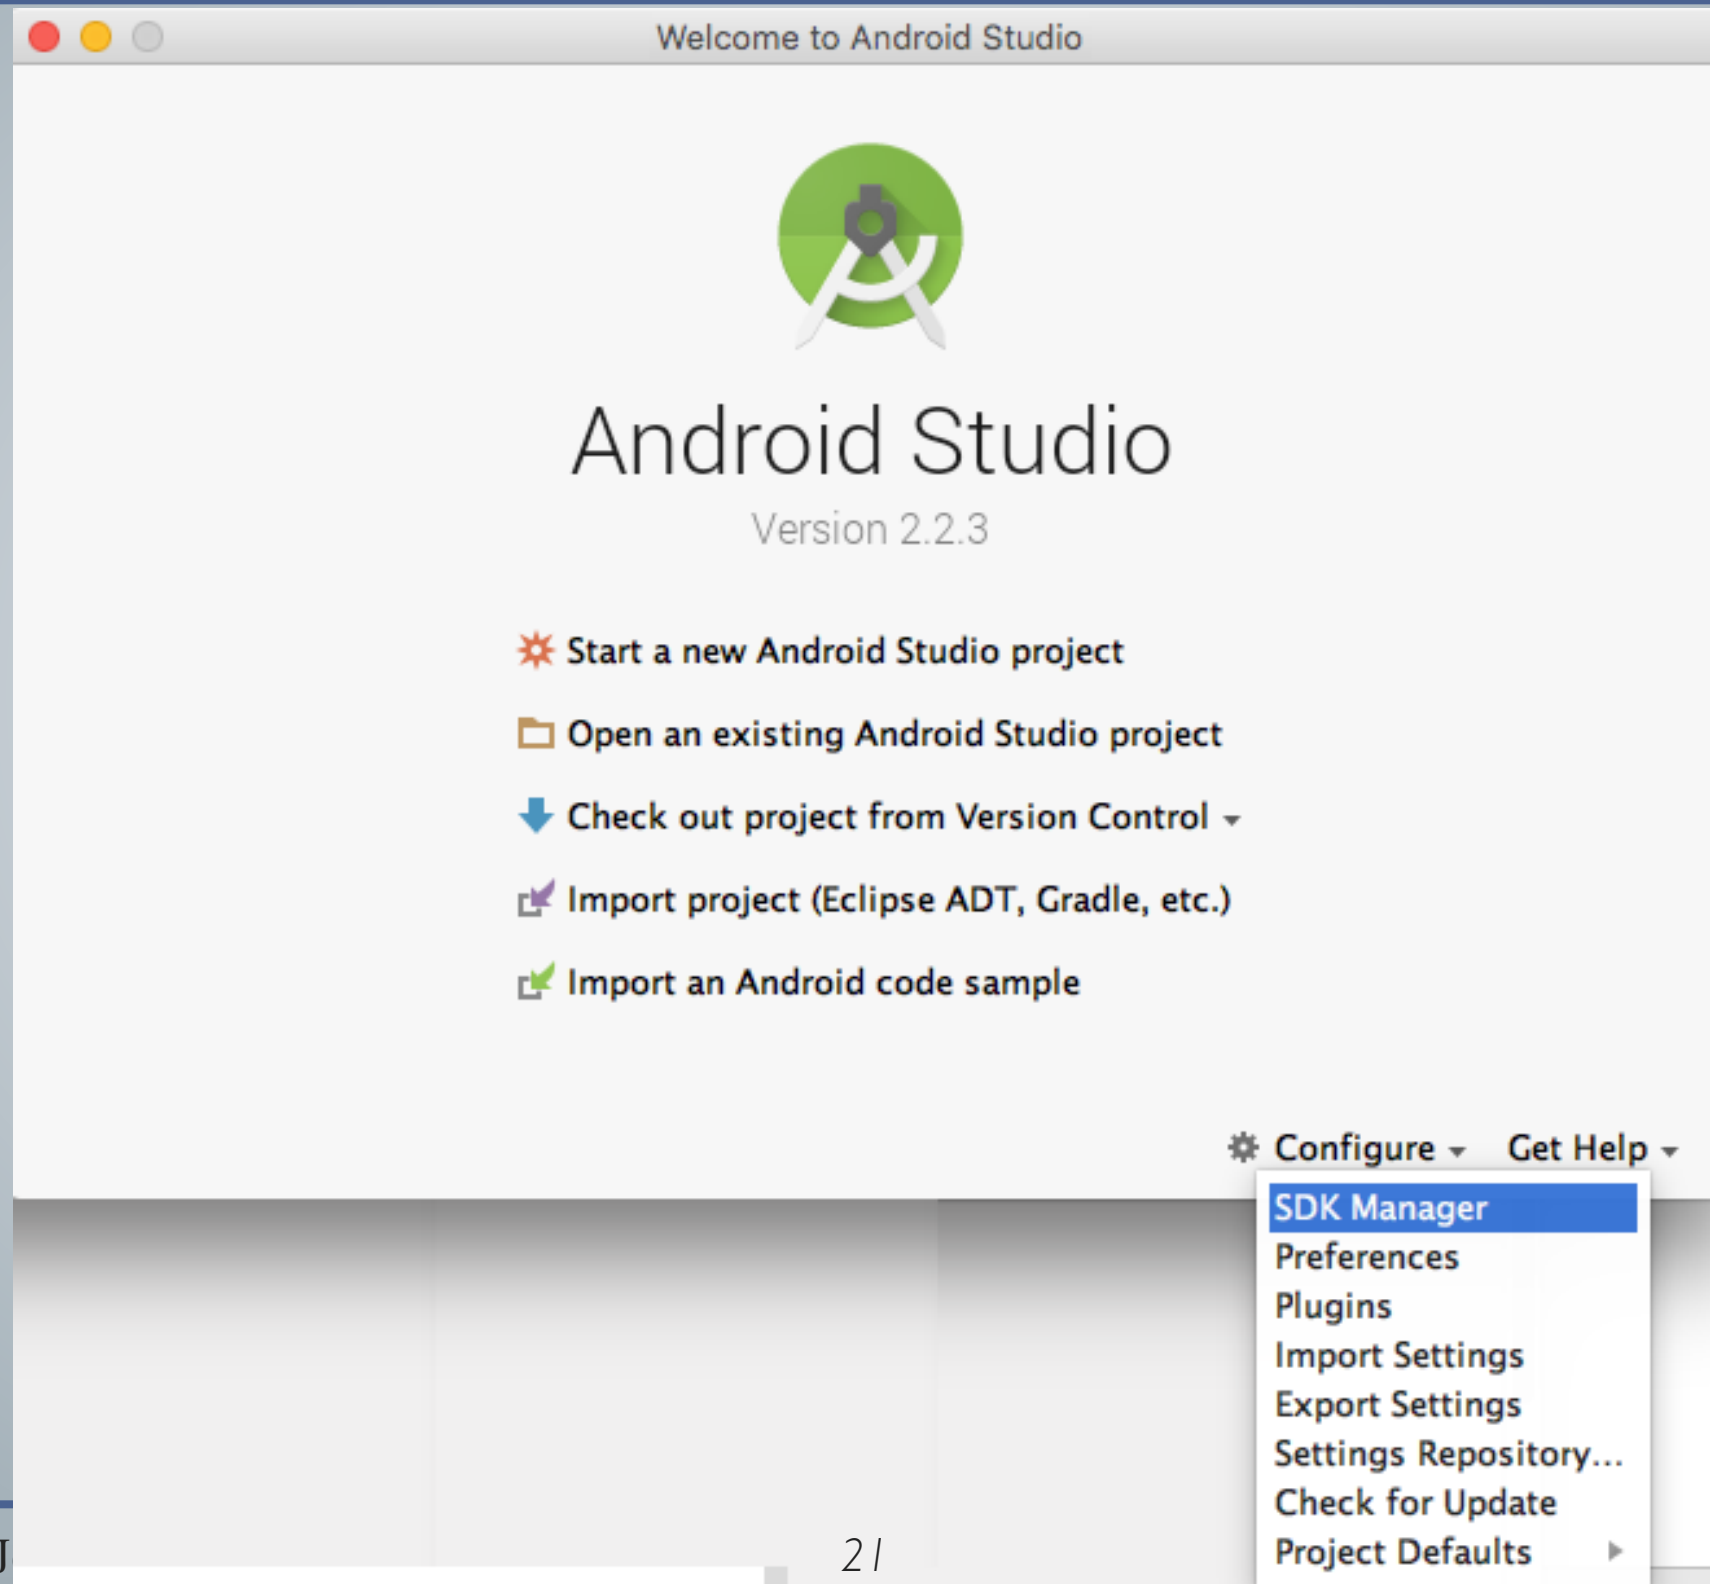 Welcome to Android Studio
Android Studio
Version 2.2.3
Start a new Android Studio project
Open an existing Android Studio project
Check out project from Version Control
Import project (Eclipse ADT, Gradle, etc.)
Import an Android code sample
Configure Get Help
SDK Manager
Preferences
Plugins
Import Settings
Export Settings
Settings Repository...
Check for Update
Project Defaults
J
21